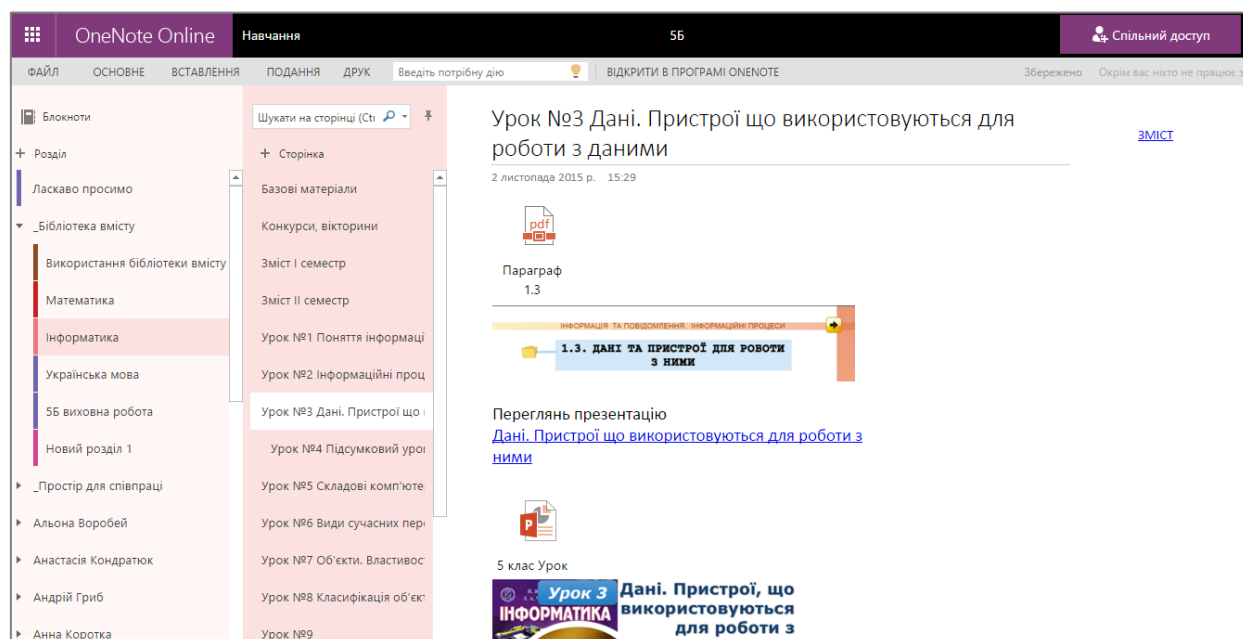 OneNote Online
Навчання
5Б
Спільний доступ
ФАЙЛ ОСНОВНЕ ВСТАВЛЕННЯ ПОДАННЯ ДРУК Введіть потрібну дію ВІДКРИТИ В ПРОГРАМІ ONENOTE Збережено Окрім вас ніхто не працює з
Блокноти
+ Розділ
Ласкаво просимо
_Бібліотека вмісту
Використання бібліотеки вмісту
Математика
Інформатика
Українська мова
5Б виховна робота
Новий розділ 1
_Простір для співпраці
Альона Воробей
Анастасія Кондратюк
Андрій Гриб
Анна Коротка
Шукати на сторінці (Ct
+ Сторінка
Базові матеріали
Конкурси, вікторини
Зміст І семестр
Зміст ІІ семестр
Урок №1 Поняття інформаці
Урок №2 Інформаційні проц
Урок №3 Дані. Пристрої що
Урок №4 Підсумковий уро
Урок №5 Складові комп'юте
Урок №6 Види сучасних пер
Урок №7 Об'єкти. Властивос
Урок №8 Класифікація об'єк
Урок №9
Урок №3 Дані. Пристрої що використовуються для
роботи з даними
2 листопада 2015 р. 15:29
ЗМІСТ
pdf
Параграф
1.3
ІНФОРМАЦІЯ ТА ПОВІДОМЛЕННЯ. ІНФОРМАЦІЙНІ ПРОЦЕСИ
1.3. ДАНІ ТА ПРИСТРОЇ ДЛЯ РОБОТИ
З НИМИ
Переглянь презентацію
Дані. Пристрої що використовуються для роботи з
ними
P
5 клас Урок
Урок 3
ІНФОРМАТИКА
Дані. Пристрої, що
використовуються
для роботи з